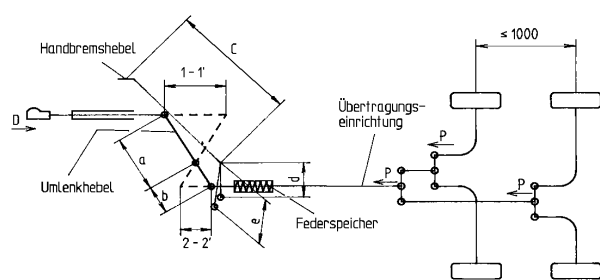 Handbremshebel
C
≤ 1000
1-1'
D
Übertragungs-
einrichtung
P
a
d
P
P
Umlenkhebel
b
e
Federspeicher
2-2'